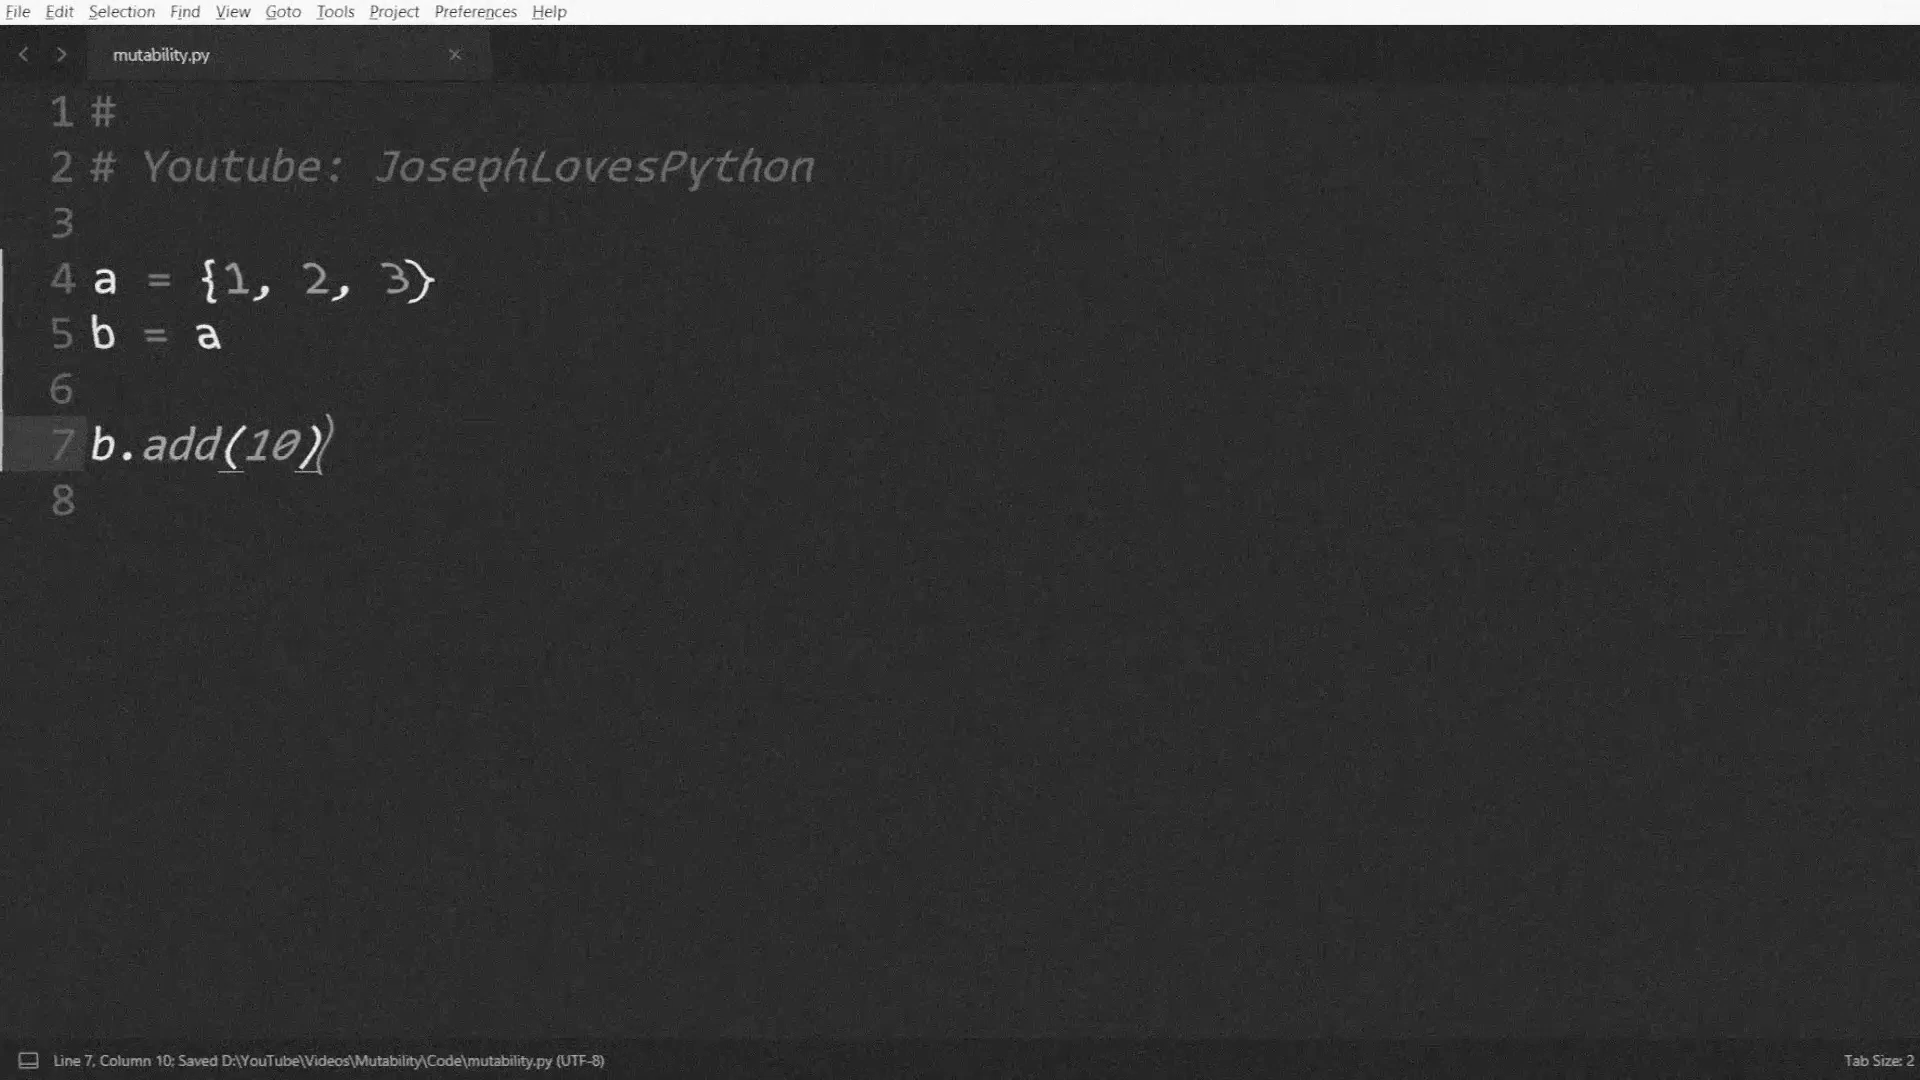 File Edit Selection Find View Goto Tools Project Preferences Help
mutability.py
1 #
2 # Youtube: JosephLovesPython
3
4 a = {1, 2, 3}
5 b = a
6
7 b.add(10)
8
Line 7, Column 10; Saved D:\YouTube\Videos\Mutability\Code\mutability.py (UTF-8)
Tab Size: 2